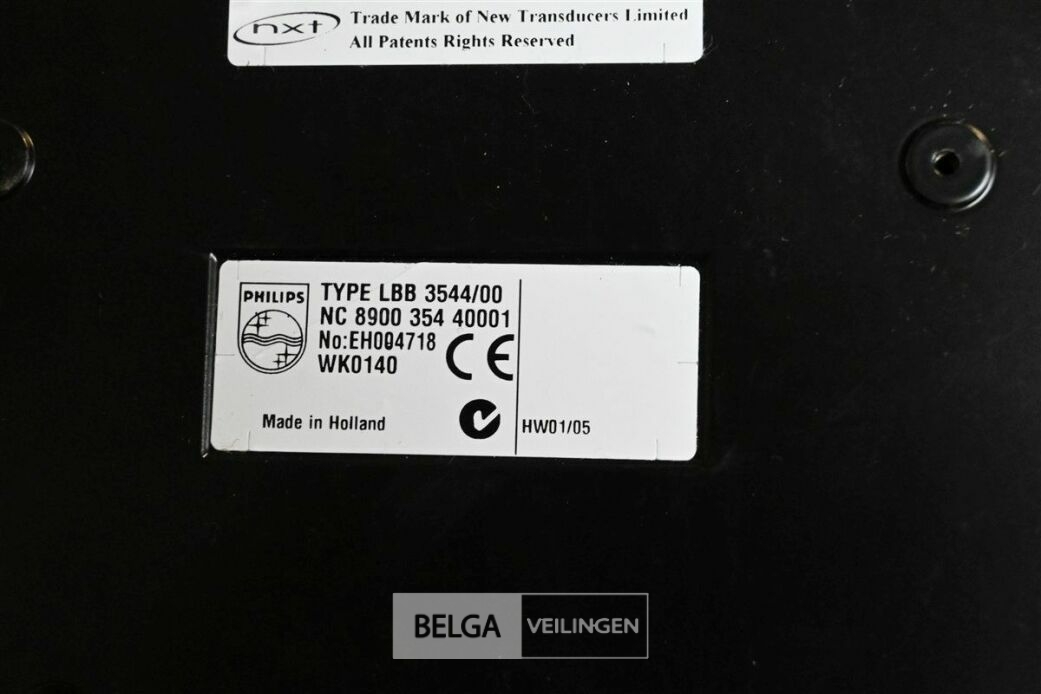 nxt
Trade Mark of New Transducers Limited
All Patents Rights Reserved
PHILIPS
TYPE LBB 3544/00
NC 8900 354 40001
No:EH004718
WK0140
CE
Made in Holland
HW01/05
BELGA VEILINGEN